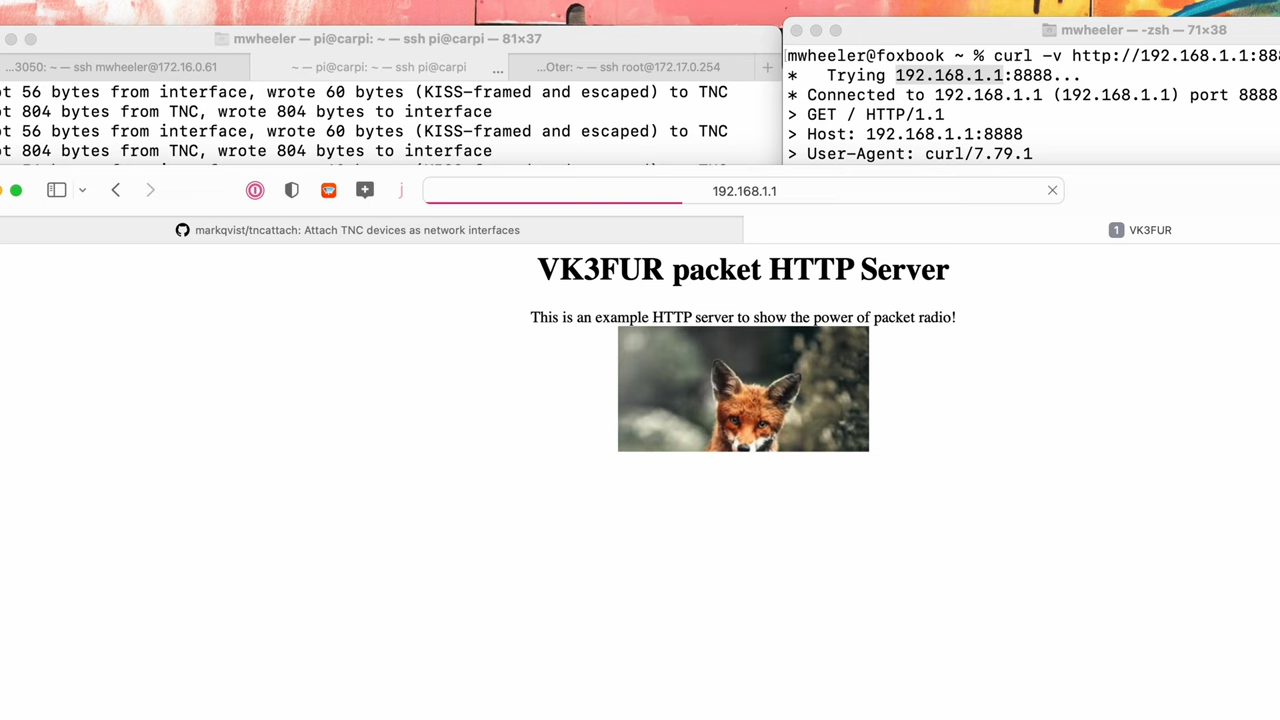 mwheeler — pi@carpi: ~ — ssh pi@carpi — 81×37
...3050: ~ — ssh mwheeler@172.16.0.61
~ — pi@carpi: ~ — ssh pi@carpi ...
...Oter: ~ — ssh root@172.17.0.254 +
ot 56 bytes from interface, wrote 60 bytes (KISS-framed and escaped) to TNC
ot 804 bytes from TNC, wrote 804 bytes to interface
ot 56 bytes from interface, wrote 60 bytes (KISS-framed and escaped) to TNC
ot 804 bytes from TNC, wrote 804 bytes to interface
mwheeler — -zsh — 71×38
mwheeler@foxbook ~ % curl -v http://192.168.1.1:888
* Trying 192.168.1.1:8888...
* Connected to 192.168.1.1 (192.168.1.1) port 8888
> GET / HTTP/1.1
> Host: 192.168.1.1:8888
> User-Agent: curl/7.79.1
j
192.168.1.1
markqvist/tncattach: Attach TNC devices as network interfaces
1 VK3FUR
VK3FUR packet HTTP Server
This is an example HTTP server to show the power of packet radio!